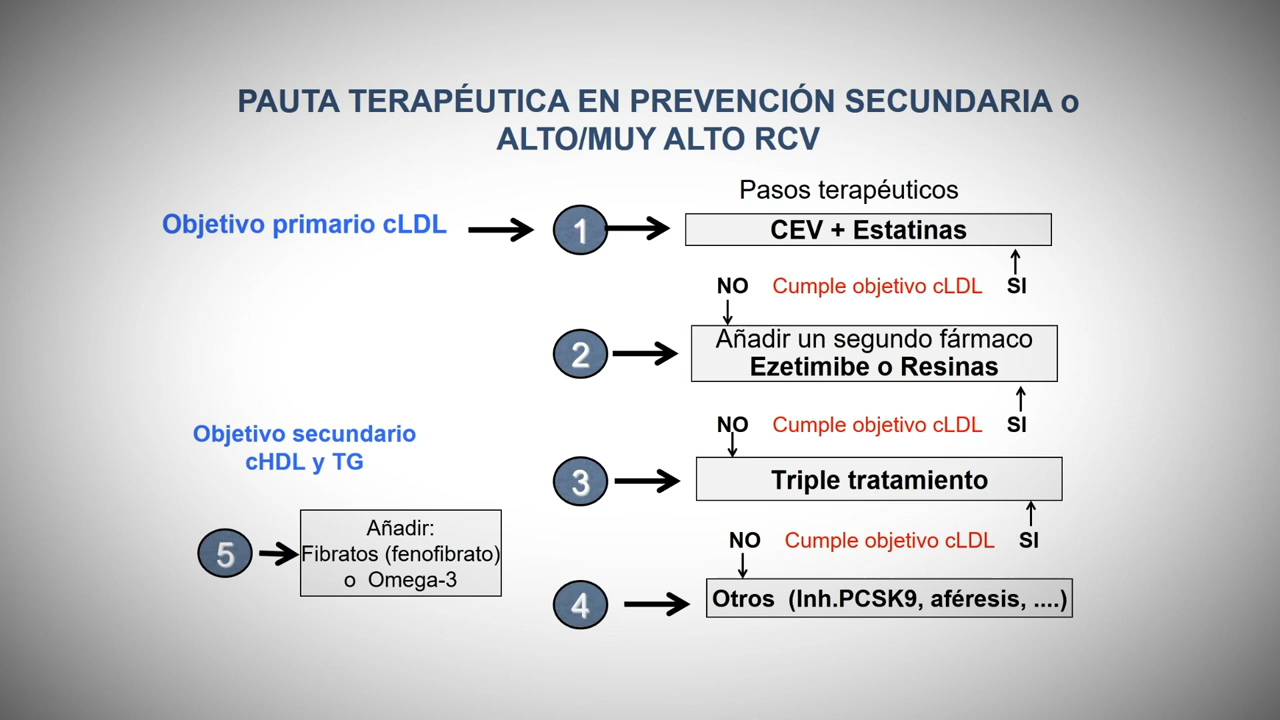 PAUTA TERAPÉUTICA EN PREVENCIÓN SECUNDARIA o
ALTO/MUY ALTO RCV
Pasos terapéuticos
Objetivo primario cLDL
1
CEV + Estatinas
NO Cumple objetivo cLDL SI
2
Añadir un segundo fármaco
Ezetimibe o Resinas
NO Cumple objetivo cLDL SI
3
Triple tratamiento
NO Cumple objetivo cLDL SI
4
Otros (Inh.PCSK9, aféresis, ....)
Objetivo secundario
cHDL y TG
5
Añadir:
Fibratos (fenofibrato)
o Omega-3